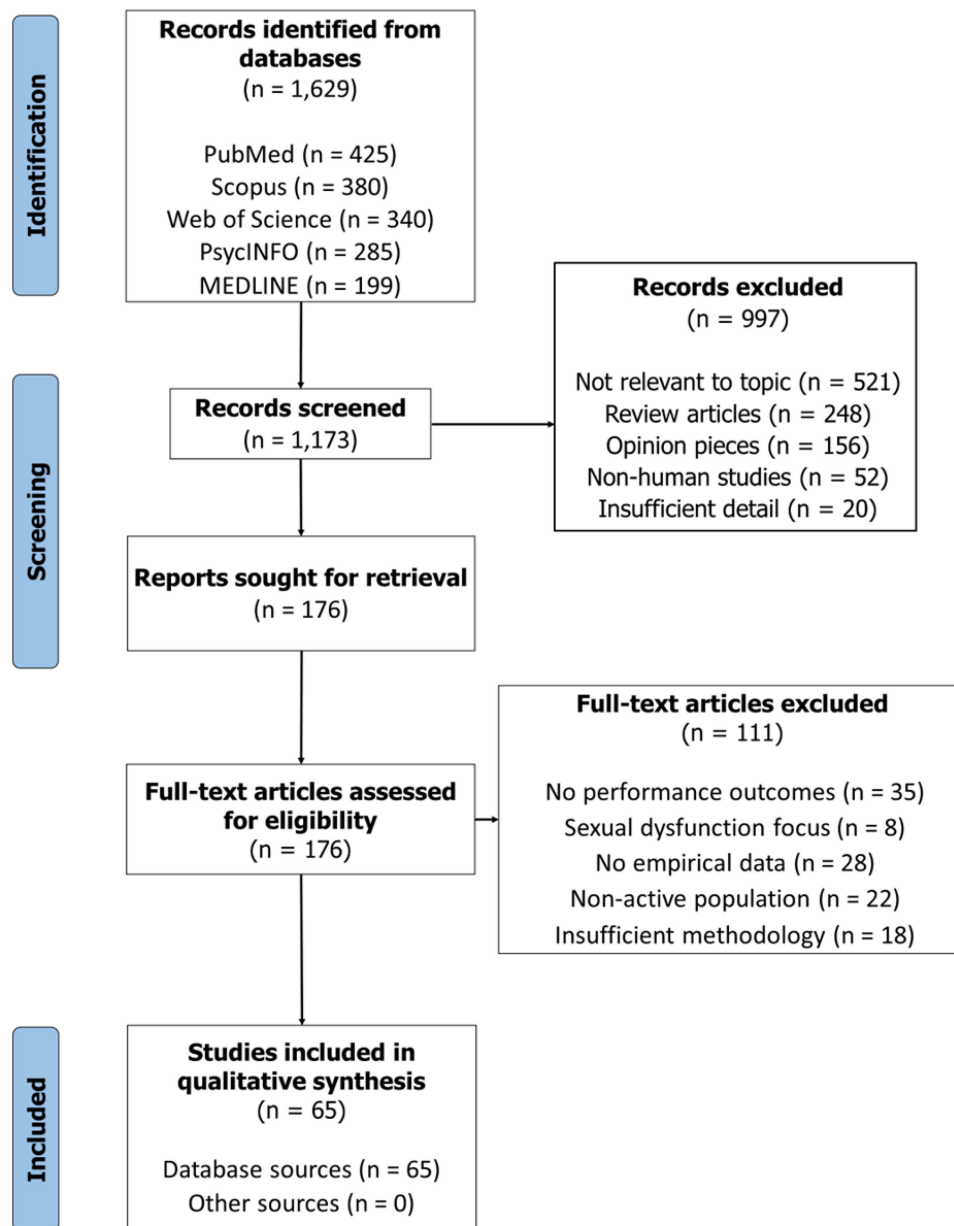 Identification
Records identified from
databases
(n = 1,629)
PubMed (n = 425)
Scopus (n = 380)
Web of Science (n = 340)
PsycINFO (n = 285)
MEDLINE (n = 199)
Records excluded
(n = 997)
Not relevant to topic (n = 521)
Review articles (n = 248)
Opinion pieces (n = 156)
Non-human studies (n = 52)
Insufficient detail (n = 20)
Screening
Records screened
(n = 1,173)
Reports sought for retrieval
(n = 176)
Full-text articles assessed
for eligibility
(n = 176)
Full-text articles excluded
(n = 111)
No performance outcomes (n = 35)
Sexual dysfunction focus (n = 8)
No empirical data (n = 28)
Non-active population (n = 22)
Insufficient methodology (n = 18)
Included
Studies included in
qualitative synthesis
(n = 65)
Database sources (n = 65)
Other sources (n = 0)